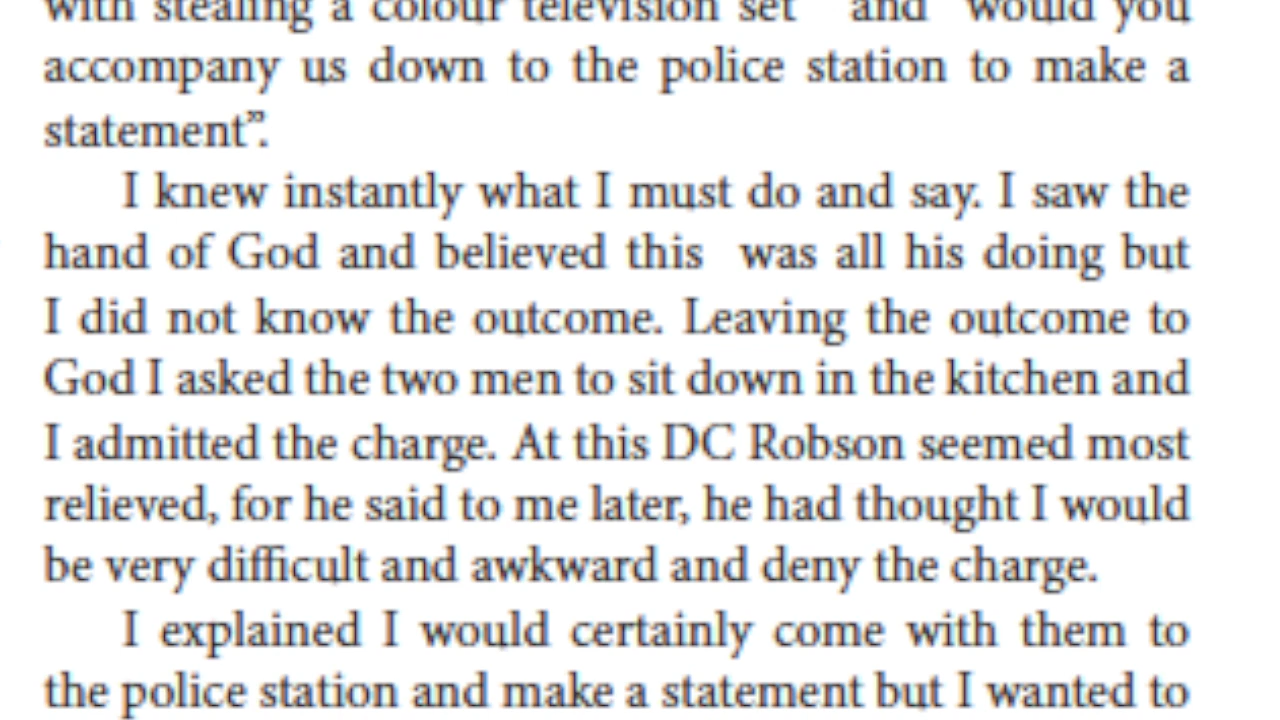 with stealing a colour television set" and "would you
accompany us down to the police station to make a
statement".
I knew instantly what I must do and say. I saw the
hand of God and believed this was all his doing but
I did not know the outcome. Leaving the outcome to
God I asked the two men to sit down in the kitchen and
I admitted the charge. At this DC Robson seemed most
relieved, for he said to me later, he had thought I would
be very difficult and awkward and deny the charge.
I explained I would certainly come with them to
the police station and make a statement but I wanted to